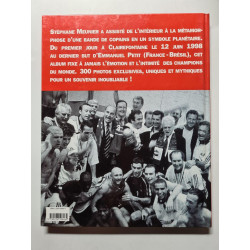 Stéphane Meunier a assisté de l'intérieur à la métamor-
phose d'une bande de copains en un symbole planétaire.
Du premier jour à Clairefontaine le 12 juin 1998
au dernier but d'Emmanuel Petit (France - Brésil), cet
album fixe à jamais l'émotion et l'intimité des champions
du monde. 300 photos exclusives, uniques et mythiques
pour un souvenir inoubliable !